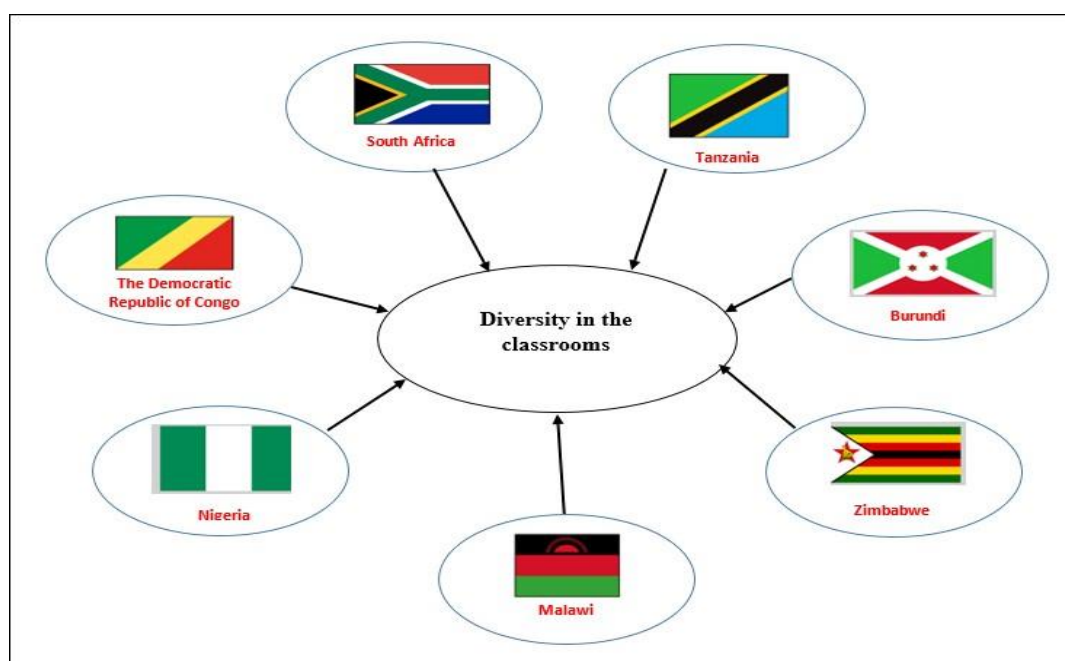 South Africa
Tanzania
The Democratic
Republic of Congo
Diversity in the
classrooms
Burundi
Nigeria
Zimbabwe
Malawi